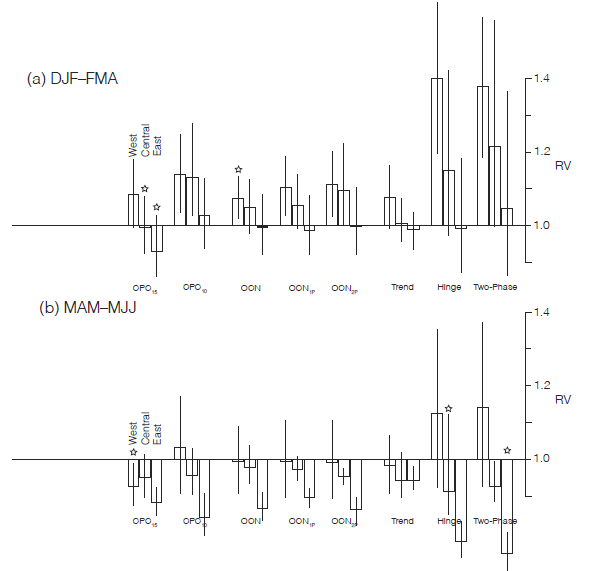 (a) DJF–FMA
West
Central
East
1.4
1.2
RV
1.0
OPO15 OPO10 OON OON1P OON2P Trend Hinge Two-Phase
(b) MAM–MJJ
West
Central
East
1.4
1.2
RV
1.0
OPO15 OPO10 OON OON1P OON2P Trend Hinge Two-Phase